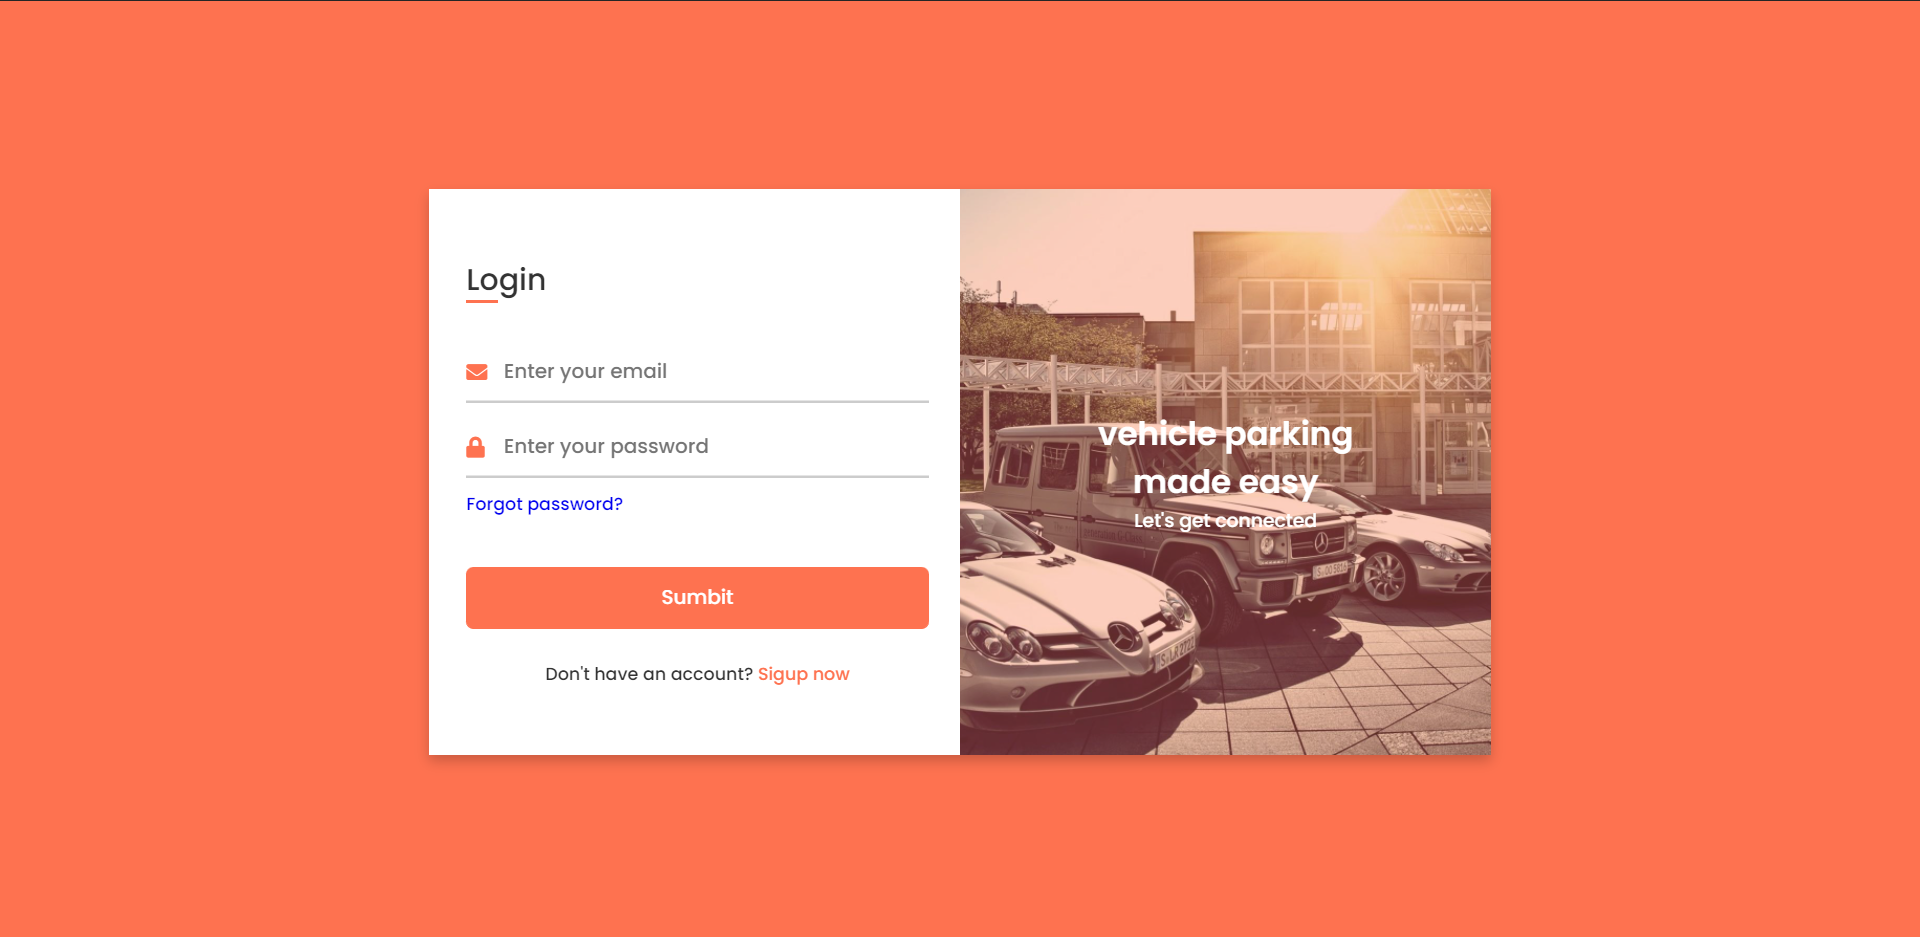 Login
Enter your email
Enter your password
Forgot password?
Sumbit
Don't have an account? Sigup now
vehicle parking
made easy
Let's get connected